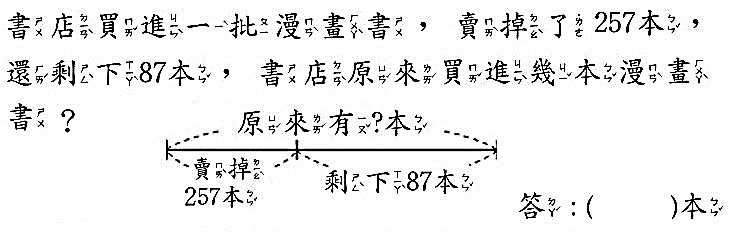 書店買進一批漫畫書，賣掉了257本，
還剩下87本，書店原來買進幾本漫畫
書？
原來有?本
賣掉 257本
剩下87本
答:(　　)本